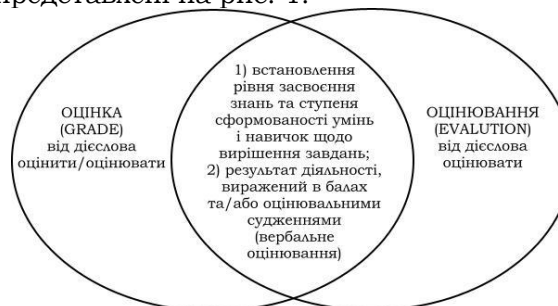 представлені на рис. 1.
1) встановлення
рівня засвоєння
знань та ступеня
сформованості умінь
і навичок щодо
вирішення завдань;
2) результат діяльності,
виражений в балах
та/або оцінювальними
судженнями
(вербальне
оцінювання)
ОЦІНКА
(GRADE)
від дієслова
оцінити/оцінювати
ОЦІНЮВАННЯ
(EVALUTION)
від дієслова
оцінювати